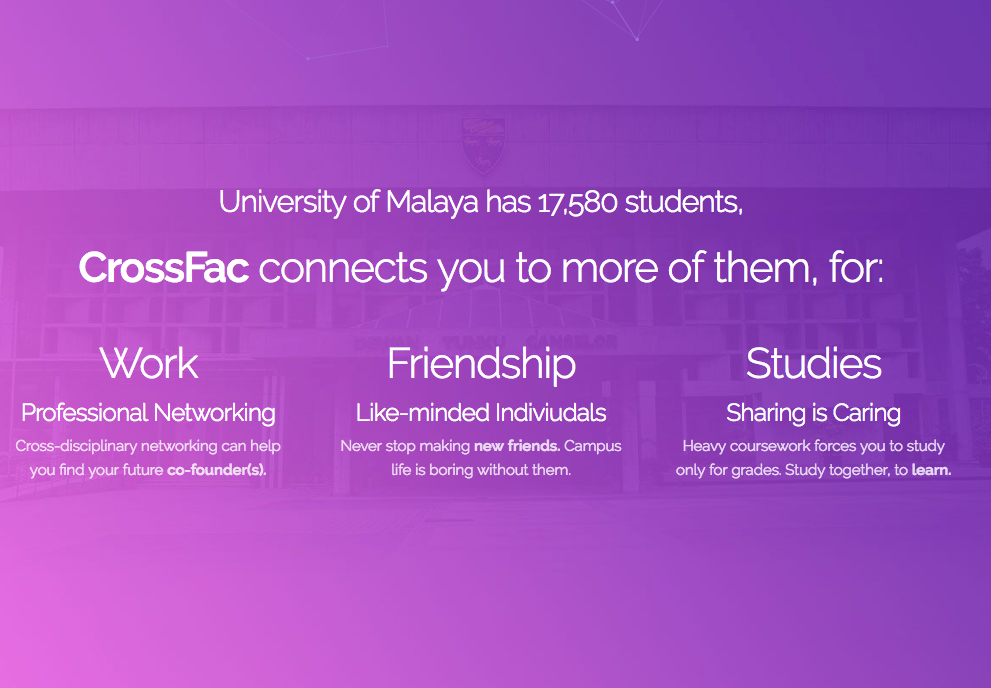 University of Malaya has 17,580 students,
CrossFac connects you to more of them, for:
Work
Professional Networking
Cross-disciplinary networking can help
you find your future co-founder(s).
Friendship
Like-minded Indiviudals
Never stop making new friends. Campus
life is boring without them.
Studies
Sharing is Caring
Heavy coursework forces you to study
only for grades. Study together, to learn.